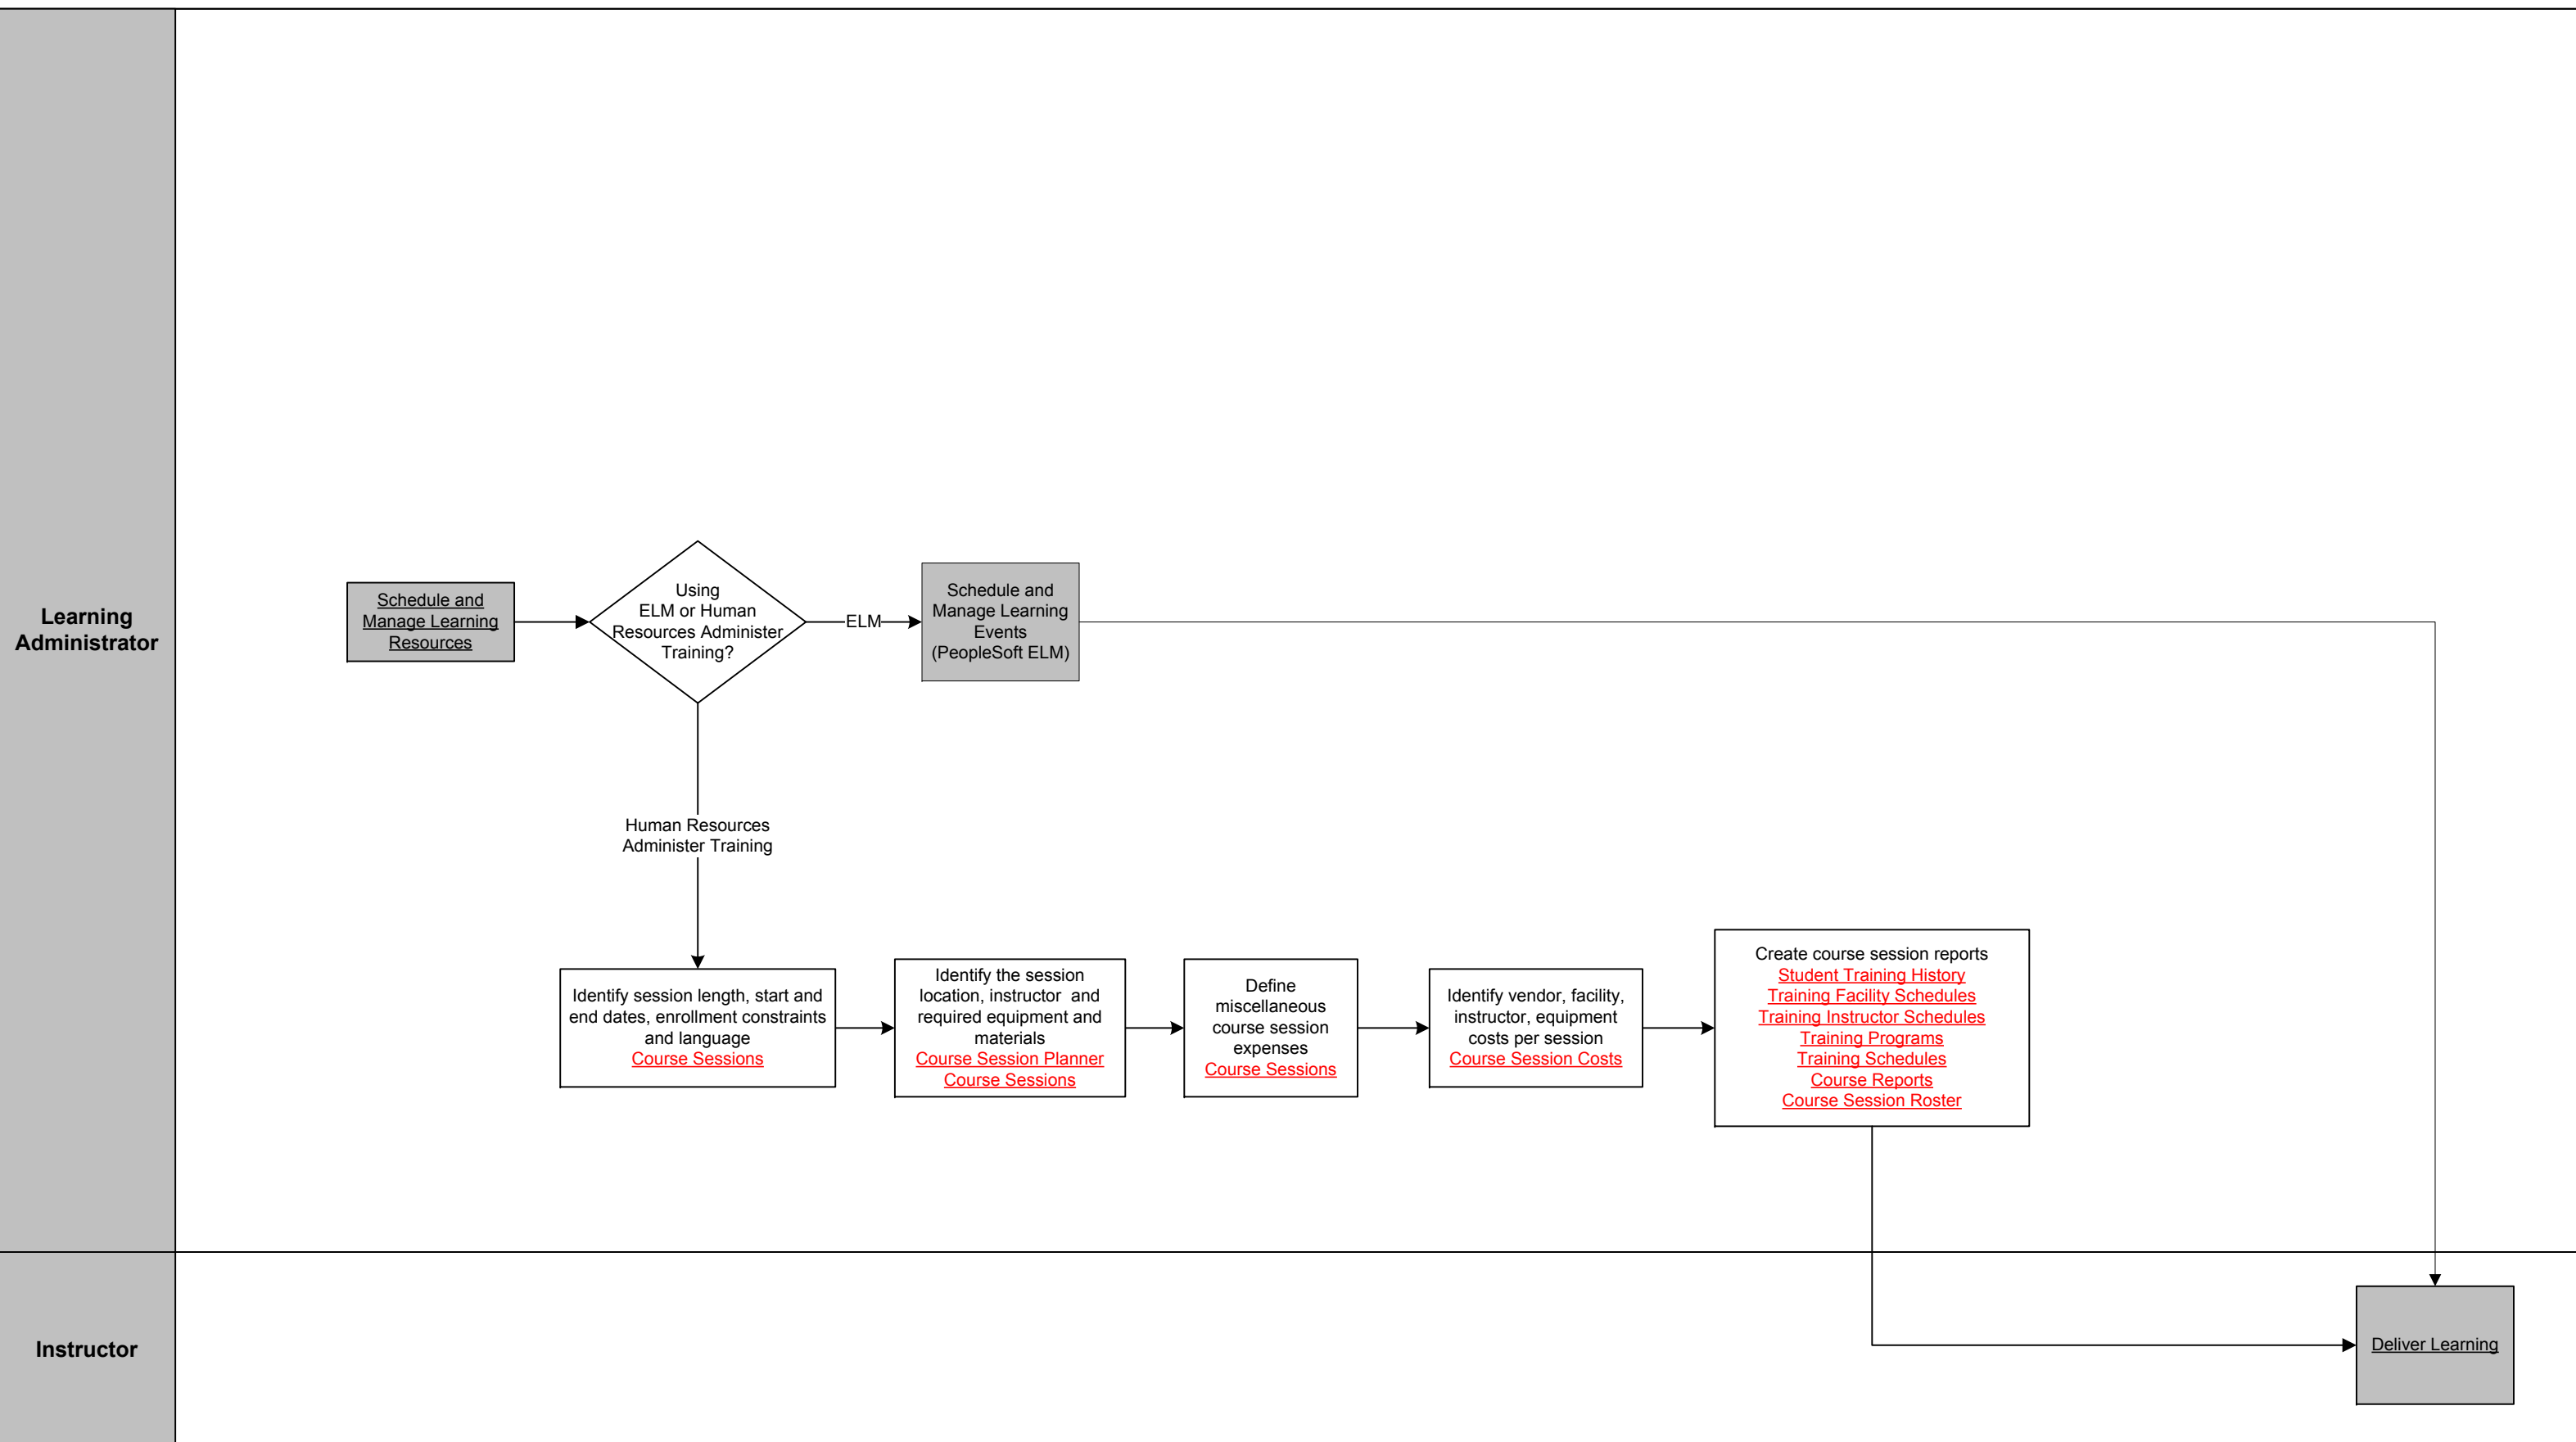 Learning
Administrator
Schedule and
Manage Learning
Resources
Using
ELM or Human
Resources Administer
Training?
ELM
Schedule and
Manage Learning
Events
(PeopleSoft ELM)
Human Resources
Administer Training
Identify session length, start and
end dates, enrollment constraints
and language
Course Sessions
Identify the session
location, instructor  and
required equipment and
materials
Course Session Planner
Course Sessions
Define
miscellaneous
course session
expenses
Course Sessions
Identify vendor, facility,
instructor, equipment
costs per session
Course Session Costs
Create course session reports
Student Training History
Training Facility Schedules
Training Instructor Schedules
Training Programs
Training Schedules
Course Reports
Course Session Roster
Instructor
Deliver Learning